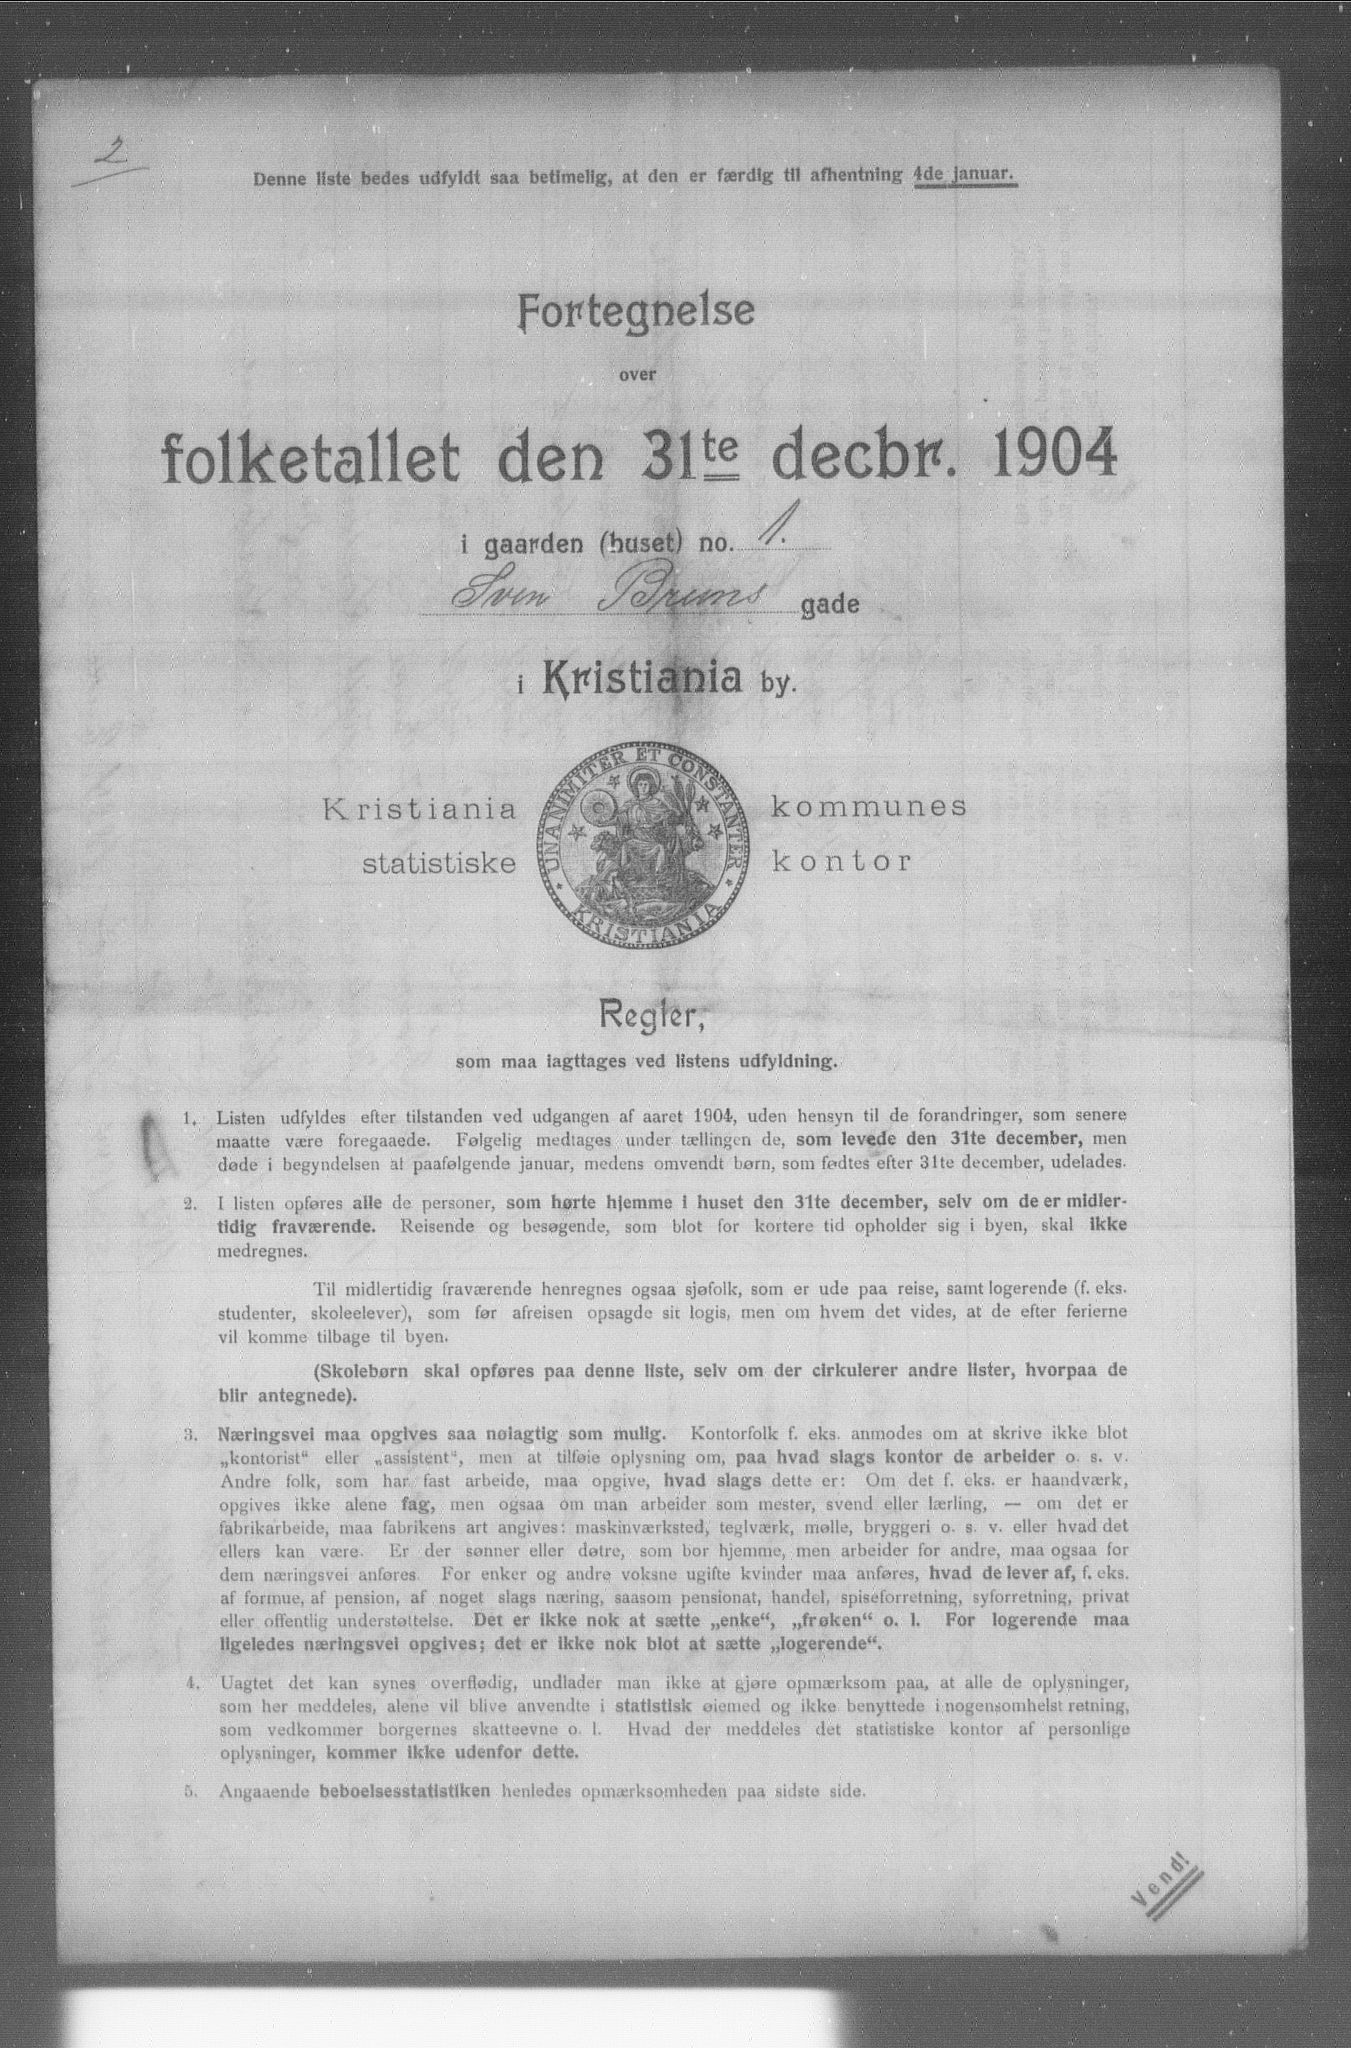 2
Denne liste bedes udfyldt saa betimelig, at den er færdig til afhentning 4de januar.
Fortegnelse
over
folketallet den 31te decbr. 1904
i gaarden (huset) no. 1.
Sven Bruns gade
i Kristiania by.
Kristiania kommunes
statistiske kontor
UNANIMITER ET CONSTANTER
KRISTIANIA
Regler,
som maa iagttages ved listens udfyldning.
1. Listen udfyldes efter tilstanden ved udgangen af aaret 1904, uden hensyn til de forandringer, som senere
maatte være foregaaede. Følgelig medtages under tællingen de, som levede den 31te december, men
døde i begyndelsen af paafølgende januar, medens omvendt børn, som fødtes efter 31te december, udelades.
2. I listen opføres alle de personer, som hørte hjemme i huset den 31te december, selv om de er midler-
tidig fraværende. Reisende og besøgende, som blot for kortere tid opholder sig i byen, skal ikke
medregnes.
Til midlertidig fraværende henregnes ogsaa sjøfolk, som er ude paa reise, samt logerende (f. eks.
studenter, skoleelever), som før afreisen opsagde sit logis, men om hvem det vides, at de efter ferierne
vil komme tilbage til byen.
(Skolebørn skal opføres paa denne liste, selv om der cirkulerer andre lister, hvorpaa de
blir antegnede).
3. Næringsvei maa opgives saa nøiagtig som mulig. Kontorfolk f. eks. anmodes om at skrive ikke blot
„kontorist“ eller „assistent“, men at tilføie oplysning om, paa hvad slags kontor de arbeider o. s. v.
Andre folk, som har fast arbeide, maa opgive, hvad slags dette er: Om det f. eks. er haandværk,
opgives ikke alene fag, men ogsaa om man arbeider som mester, svend eller lærling, — om det er
fabrikarbeide, maa fabrikens art angives: maskinværksted, teglværk, mølle, bryggeri o. s. v. eller hvad det
ellers kan være. Er der sønner eller døtre, som bor hjemme, men arbeider for andre, maa ogsaa for
dem næringsvei anføres. For enker og andre voksne ugifte kvinder maa anføres, hvad de lever af, f. eks.
af formue, af pension, af noget slags næring, saasom pensionat, handel, spiseforretning, syforretning, privat
eller offentlig understøttelse. Det er ikke nok at sætte „enke“, „frøken“ o. l. For logerende maa
ligeledes næringsvei opgives; det er ikke nok blot at sætte „logerende“.
4. Uagtet det kan synes overflødig, undlader man ikke at gjøre opmærksom paa, at alle de oplysninger,
som her meddeles, alene vil blive anvendte i statistisk øiemed og ikke benyttede i nogensomhelst retning,
som vedkommer borgernes skatteevne o. l. Hvad der meddeles det statistiske kontor af personlige
oplysninger, kommer ikke udenfor dette.
5. Angaaende beboelsesstatistiken henledes opmærksomheden paa sidste side.
Vend!